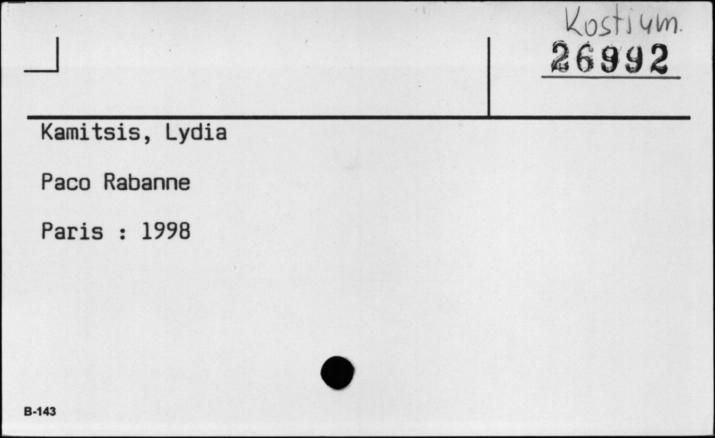 Kostium.
26992
Kamitsis, Lydia
Paco Rabanne
Paris : 1998
B-143